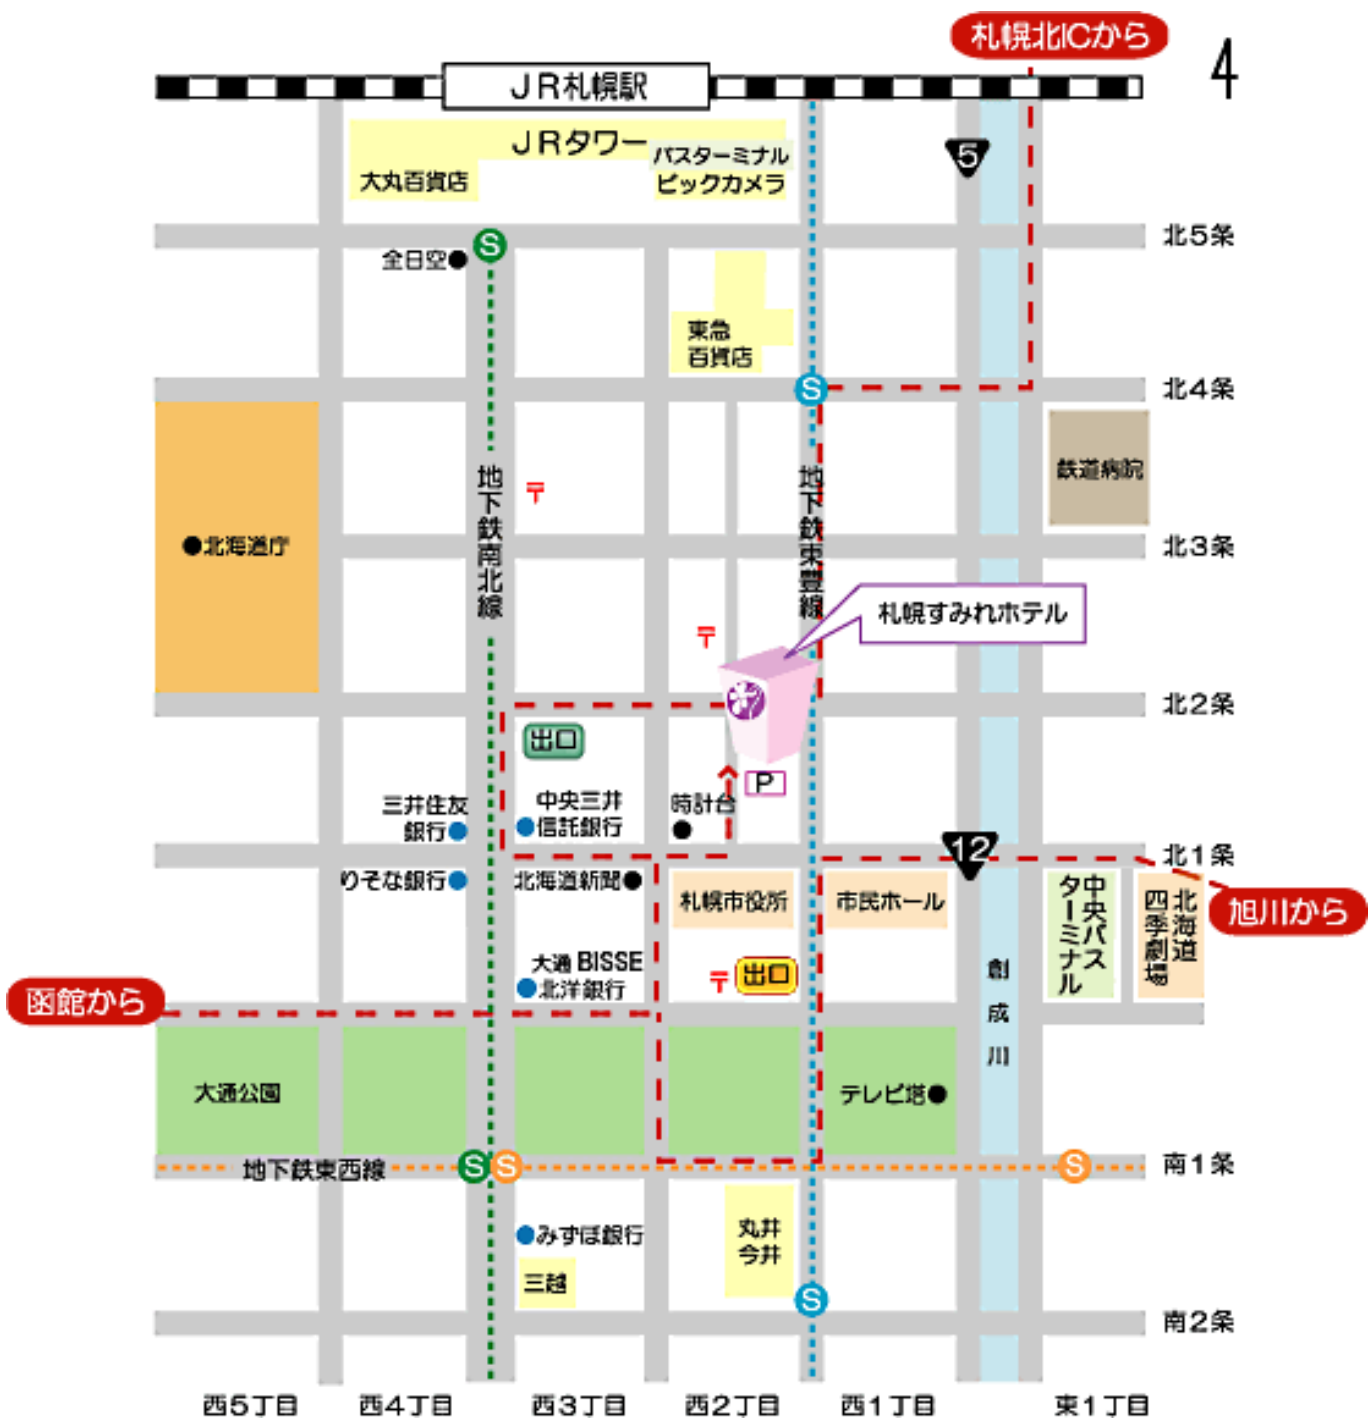 札幌北ICから
4
JR札幌駅
JRタワー
バスターミナル
ビックカメラ
大丸百貨店
5
北5条
S
全日空
東急
百貨店
S
北4条
鉄道病院
地下鉄南北線
地下鉄東豊線
〒
北海道庁
北3条
札幌すみれホテル
〒
北2条
出口
P
三井住友
銀行
中央三井
信託銀行
時計台
12
北1条
りそな銀行
北海道新聞
札幌市役所
市民ホール
中央バス
ターミナル
北海道
四季劇場
旭川から
大通 BISSE
北洋銀行
〒
出口
創成川
函館から
大通公園
テレビ塔
地下鉄東西線
S
S
S
南1条
みずほ銀行
三越
丸井
今井
S
南2条
西5丁目
西4丁目
西3丁目
西2丁目
西1丁目
東1丁目